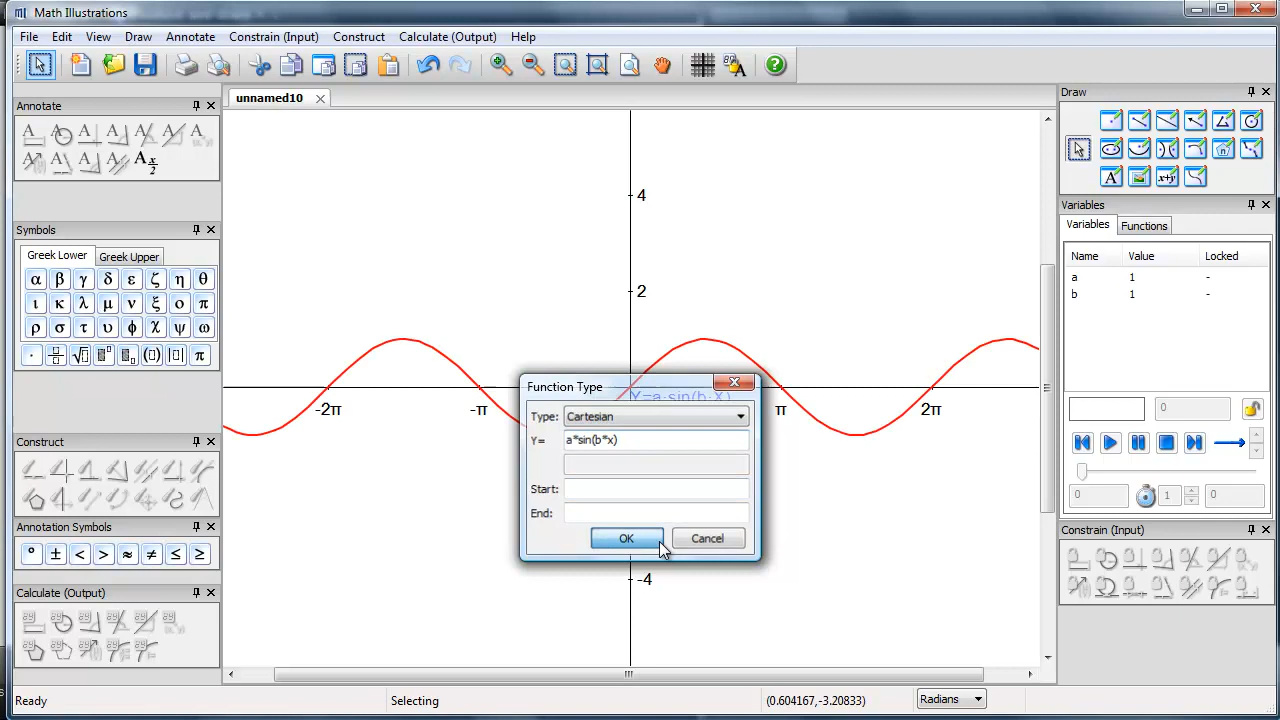 Math Illustrations
File Edit View Draw Annotate Constrain (Input) Construct Calculate (Output) Help
Annotate
unnamed10
Draw
Symbols
Greek Lower Greek Upper
α β γ δ ε ζ η θ
ι κ λ μ ν ξ ο π
ρ σ τ υ φ χ ψ ω
π
Construct
Annotation Symbols
° ± < > ≈ ≠ ≤ ≥
Calculate (Output)
4
2
-2π
-π
π
2π
-4
Y=a·sin(b·X)
Function Type
Type: Cartesian
Y= a*sin(b*x)
Start:
End:
OK Cancel
Variables
Variables Functions
Name Value Locked
a 1 -
b 1 -
0
0 1 0
Constrain (Input)
Ready
Selecting
(0.604167, -3.20833)
Radians